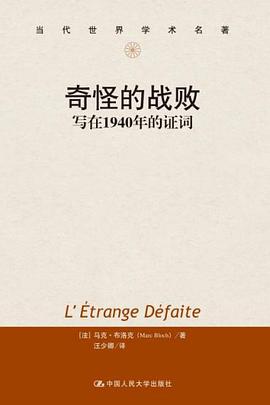 当代世界学术名著
奇怪的战败
写在1940年的证词
L'Étrange Défaite
[法] 马克·布洛克（Marc Bloch）/著
汪少卿/译
中国人民大学出版社